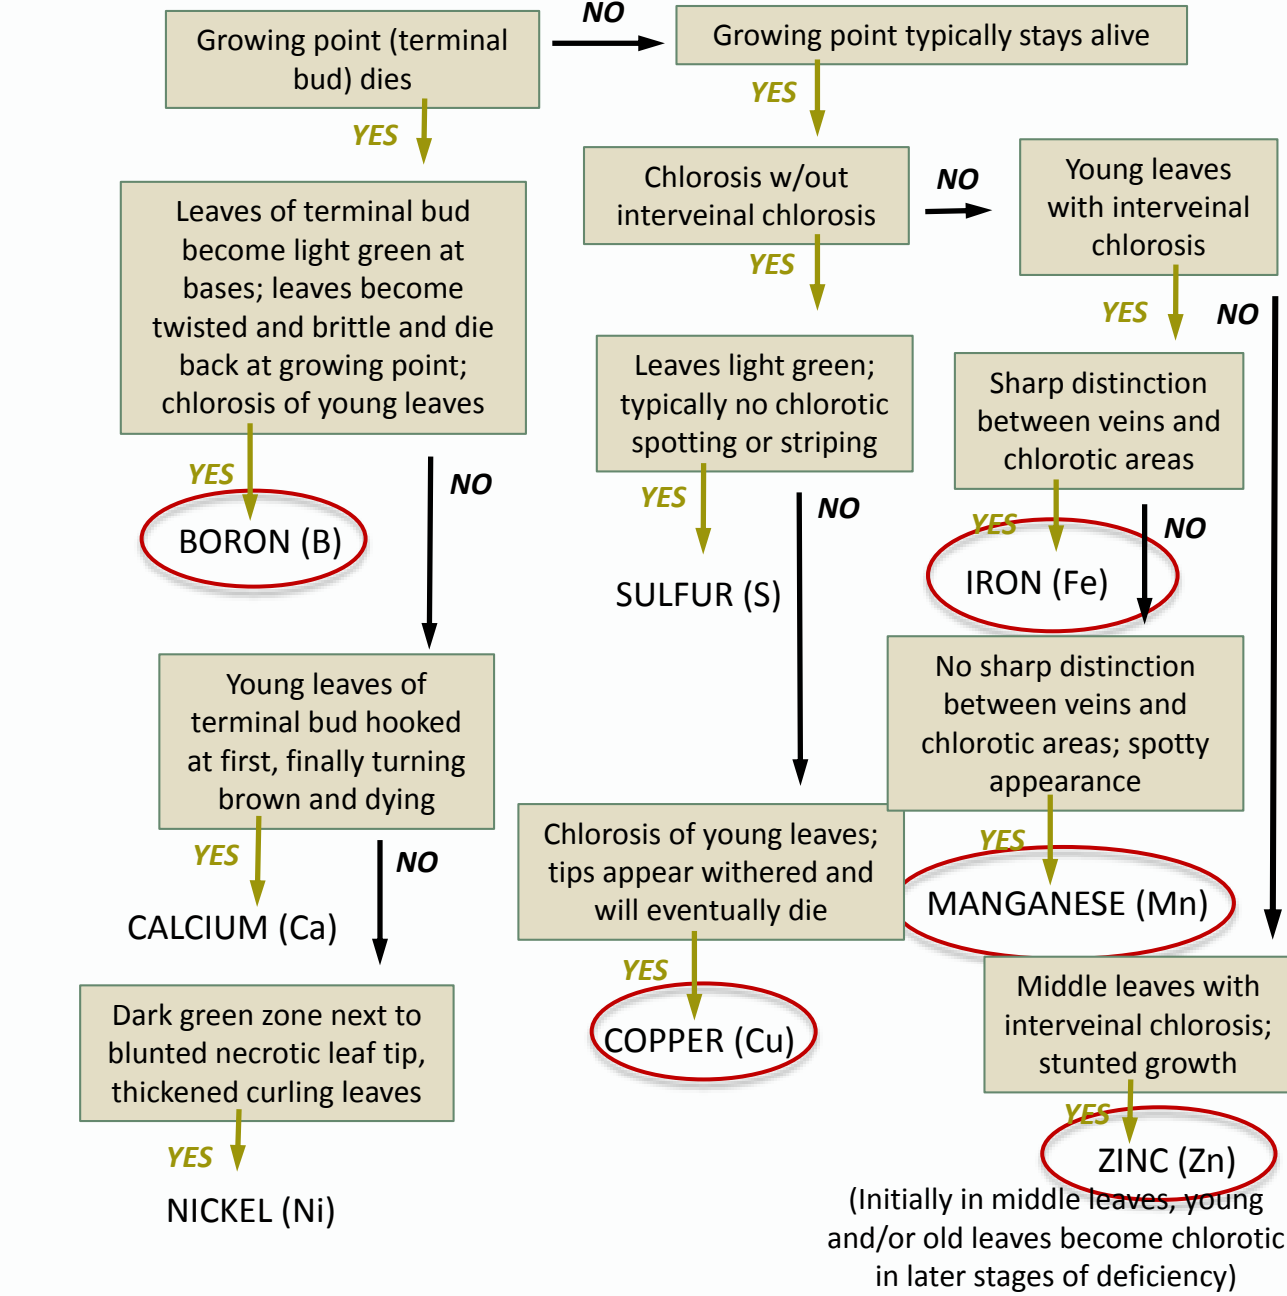 Growing point (terminal
bud) dies
NO
Growing point typically stays alive
YES
YES
Leaves of terminal bud
become light green at
bases; leaves become
twisted and brittle and die
back at growing point;
chlorosis of young leaves
YES
NO
BORON (B)
Young leaves of
terminal bud hooked
at first, finally turning
brown and dying
YES
NO
CALCIUM (Ca)
Dark green zone next to
blunted necrotic leaf tip,
thickened curling leaves
YES
NICKEL (Ni)
Chlorosis w/out
interveinal chlorosis
NO
YES
Leaves light green;
typically no chlorotic
spotting or striping
YES
NO
SULFUR (S)
Chlorosis of young leaves;
tips appear withered and
will eventually die
YES
COPPER (Cu)
Young leaves
with interveinal
chlorosis
YES
NO
Sharp distinction
between veins and
chlorotic areas
YES
NO
IRON (Fe)
No sharp distinction
between veins and
chlorotic areas; spotty
appearance
YES
MANGANESE (Mn)
Middle leaves with
interveinal chlorosis;
stunted growth
YES
ZINC (Zn)
(Initially in middle leaves, young
and/or old leaves become chlorotic
in later stages of deficiency)